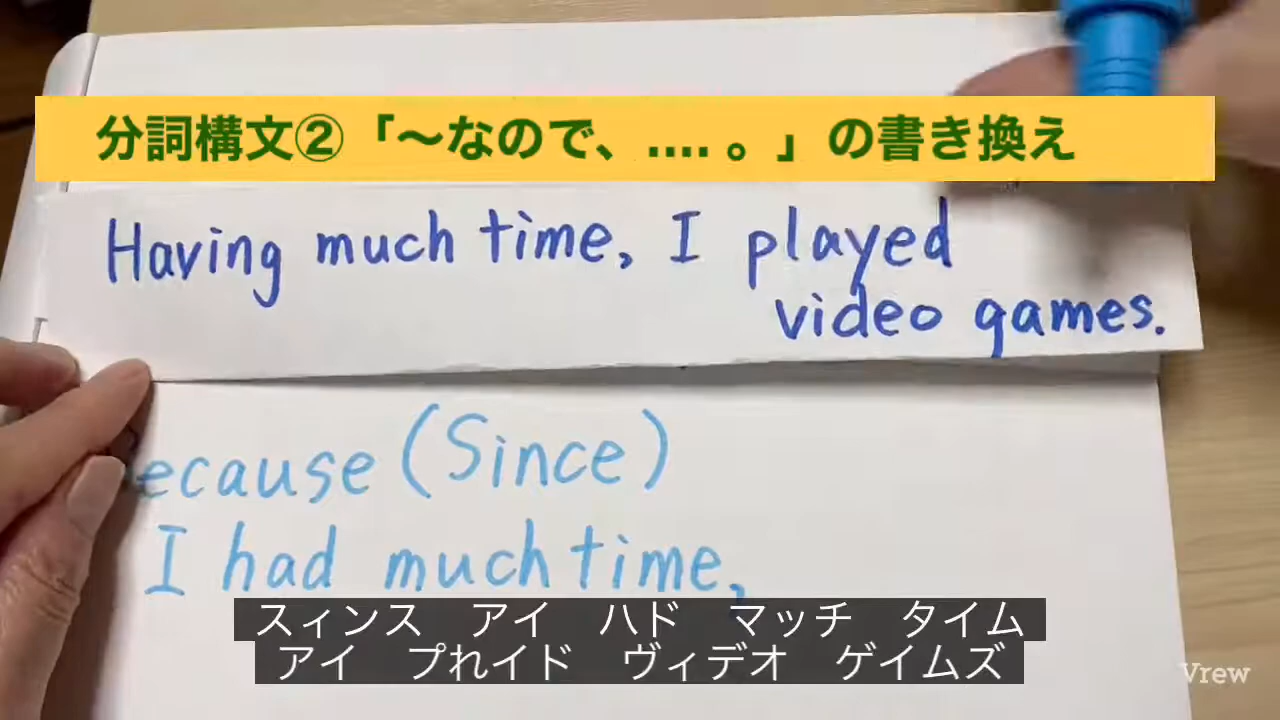 分詞構文②「〜なので、.... 。」の書き換え
Having much time, I played
video games.
ecause (Since)
I had much time,
スィンス アイ ハド マッチ タイム
アイ プれイド ヴィデオ ゲイムズ
Vrew